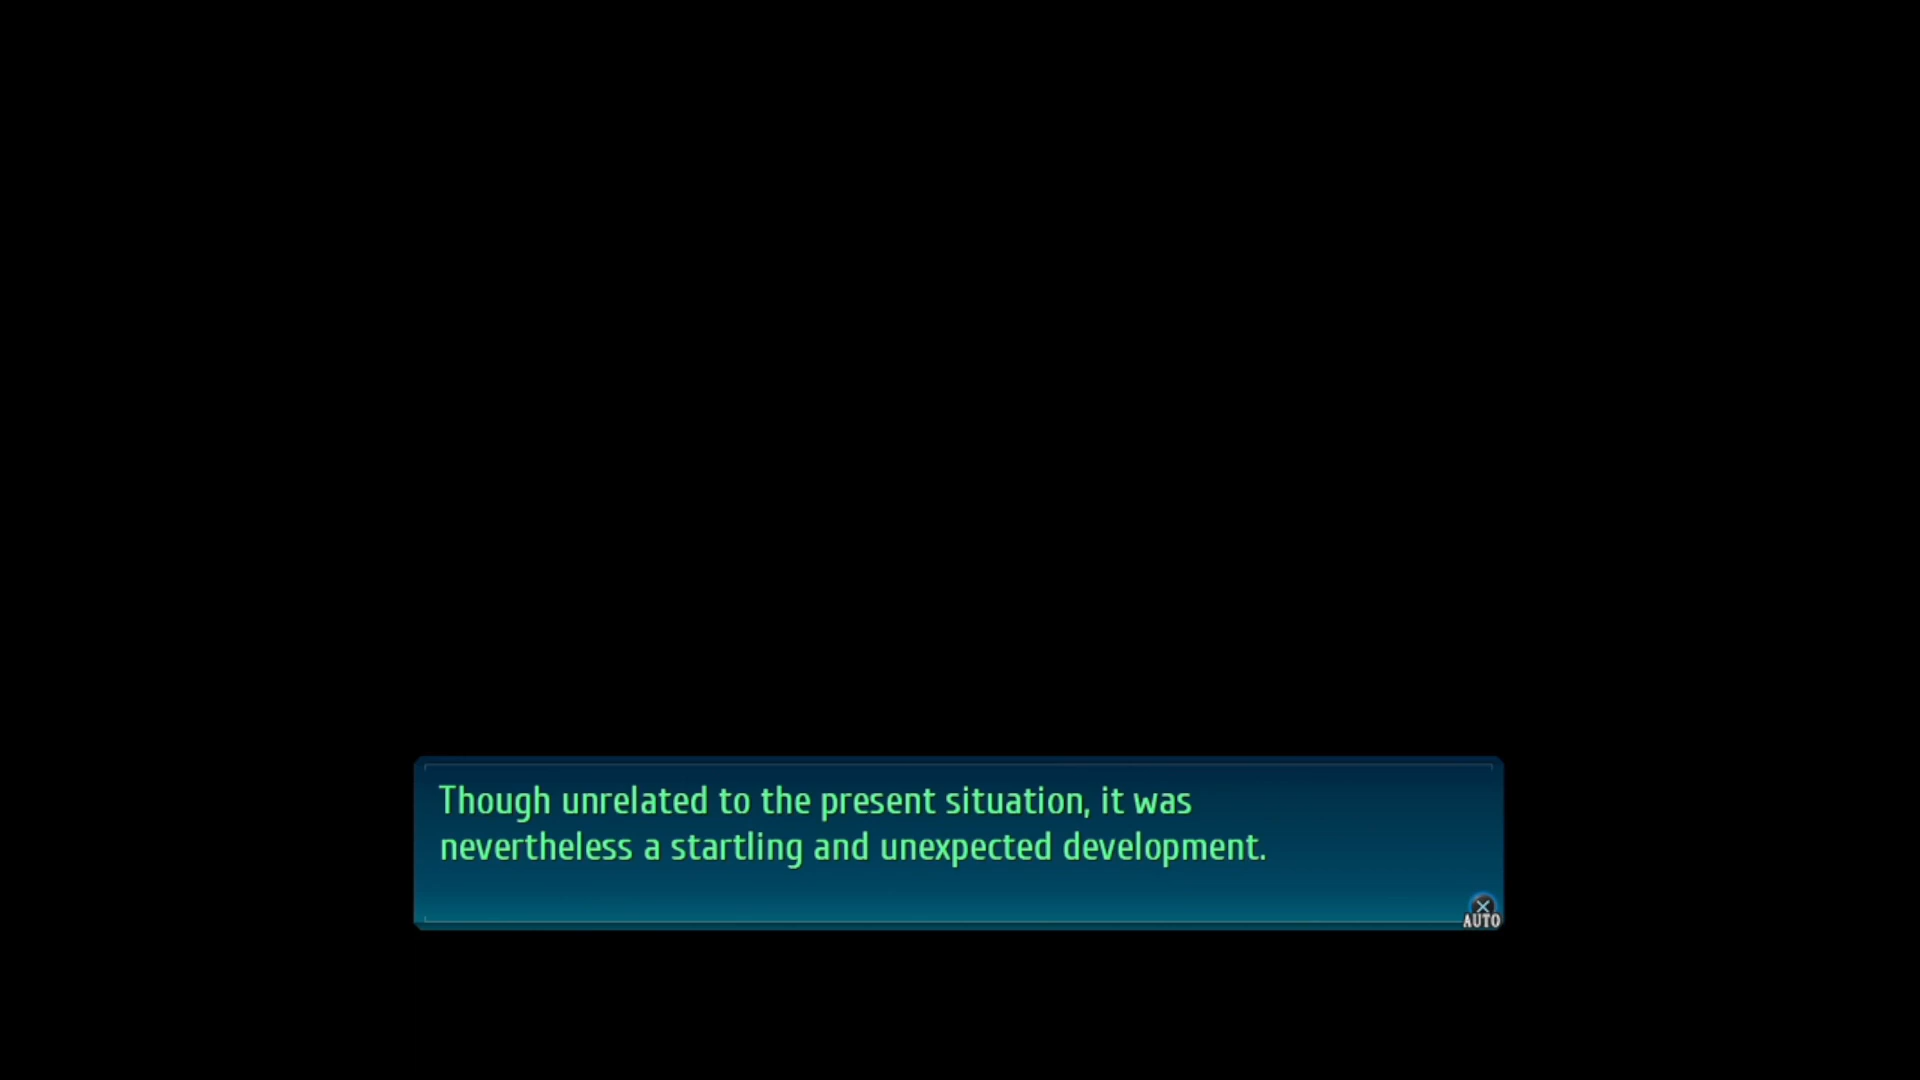 Though unrelated to the present situation, it was
nevertheless a startling and unexpected development.
AUTO